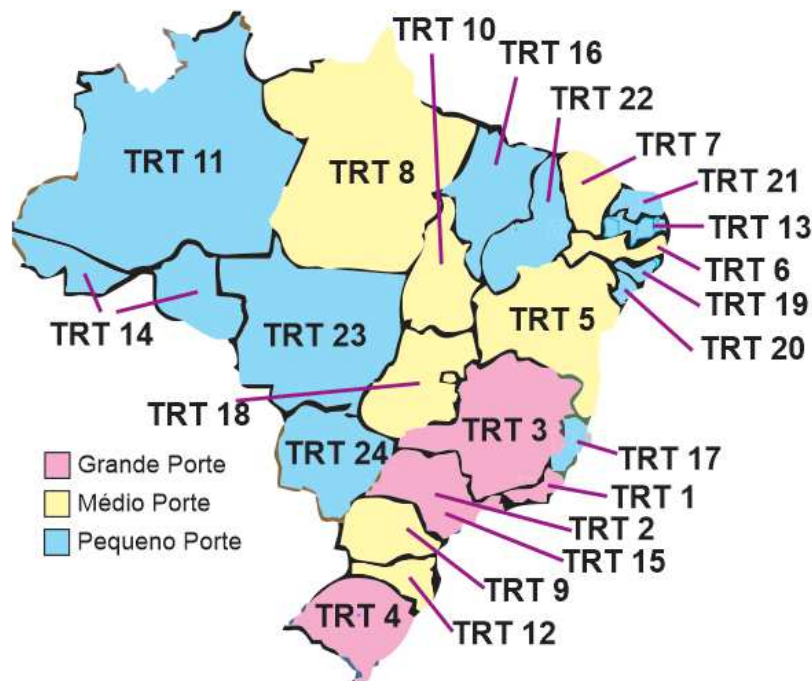 TRT 10
TRT 16
TRT 22
TRT 7
TRT 21
TRT 13
TRT 6
TRT 19
TRT 20
TRT 11
TRT 8
TRT 14
TRT 23
TRT 5
TRT 18
TRT 3
TRT 24
TRT 17
TRT 1
TRT 2
TRT 15
TRT 9
TRT 12
TRT 4
Grande Porte
Médio Porte
Pequeno Porte